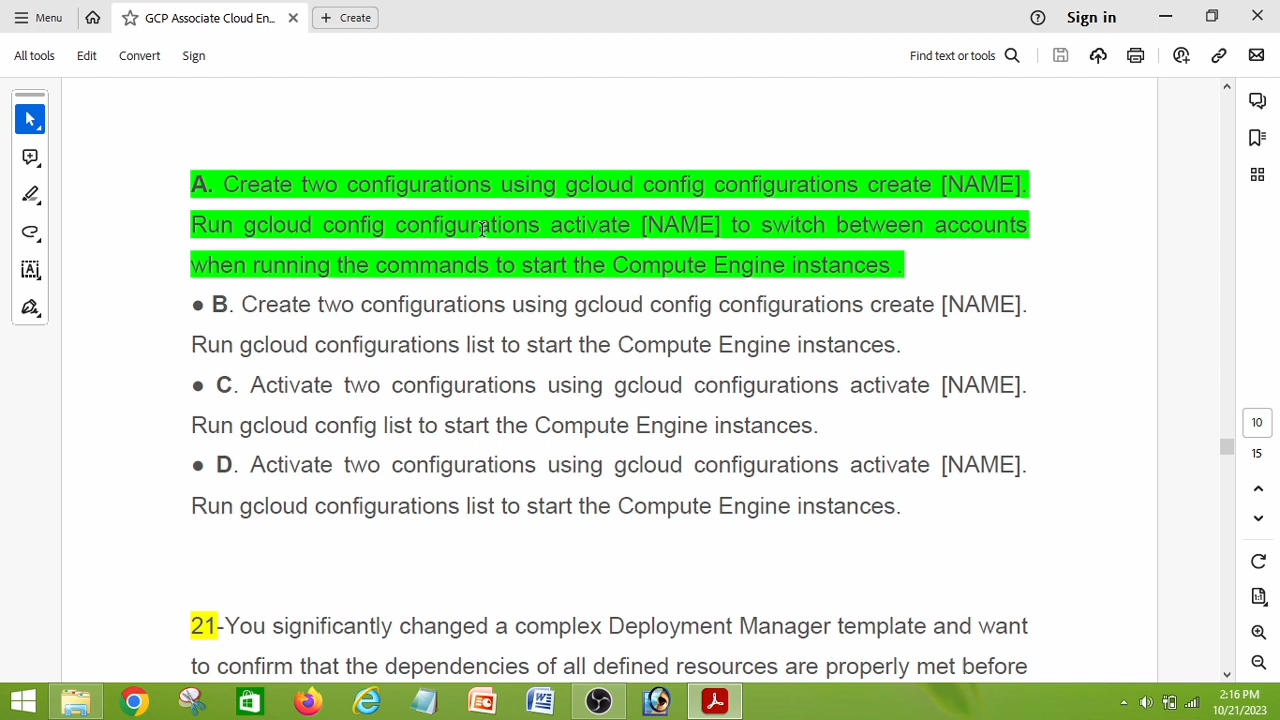 Menu
GCP Associate Cloud En...
Create
Sign in
All tools
Edit
Convert
Sign
Find text or tools
A. Create two configurations using gcloud config configurations create [NAME].
Run gcloud config configurations activate [NAME] to switch between accounts
when running the commands to start the Compute Engine instances .
● B. Create two configurations using gcloud config configurations create [NAME].
Run gcloud configurations list to start the Compute Engine instances.
● C. Activate two configurations using gcloud configurations activate [NAME].
Run gcloud config list to start the Compute Engine instances.
● D. Activate two configurations using gcloud configurations activate [NAME].
Run gcloud configurations list to start the Compute Engine instances.
21-You significantly changed a complex Deployment Manager template and want
to confirm that the dependencies of all defined resources are properly met before
10
15
1:1
2:16 PM
10/21/2023